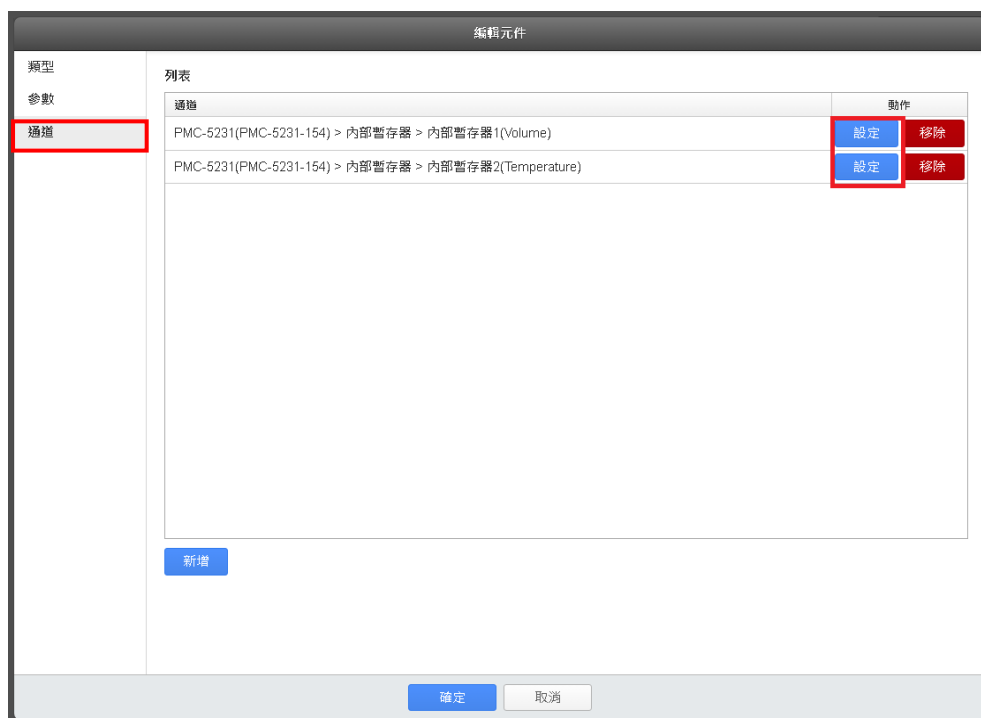 編輯元件
類型
參數
通道
列表
通道 動作
PMC-5231(PMC-5231-154) > 內部暫存器 > 內部暫存器1(Volume) 設定 移除
PMC-5231(PMC-5231-154) > 內部暫存器 > 內部暫存器2(Temperature) 設定 移除
新增
確定 取消